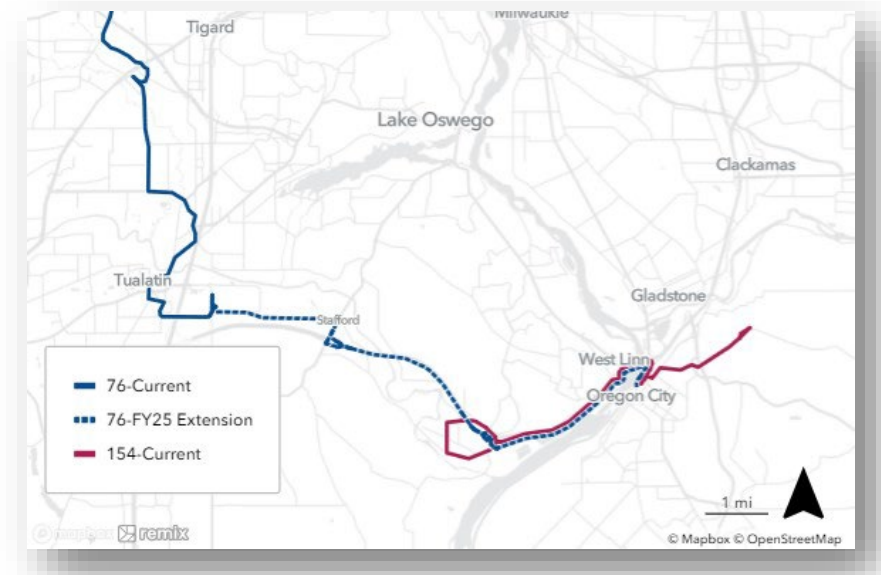 Milwaukie
Tigard
Lake Oswego
Clackamas
Tualatin
Gladstone
Stafford
West Linn
Oregon City
76-Current
76-FY25 Extension
154-Current
1 mi
mapbox remix
© Mapbox © OpenStreetMap